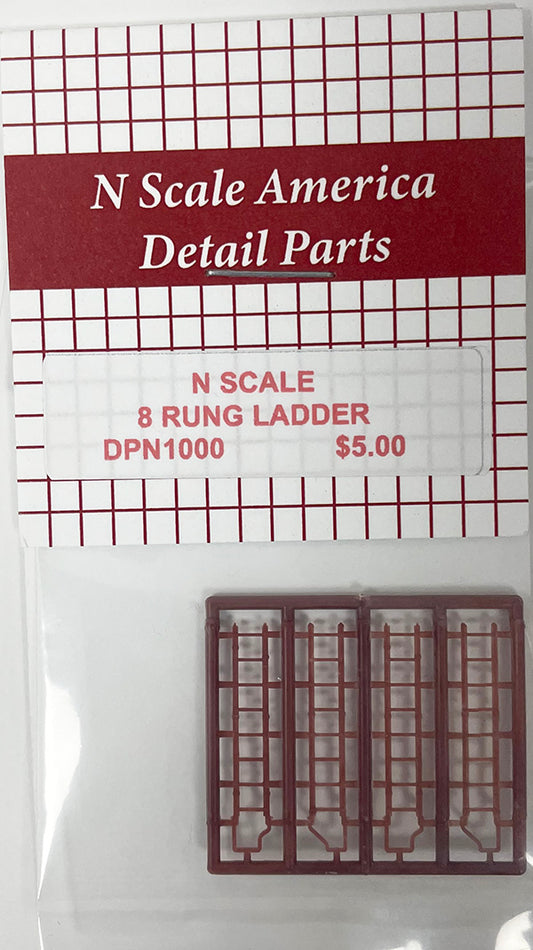 N Scale America
Detail Parts
N SCALE
8 RUNG LADDER
DPN1000 $5.00